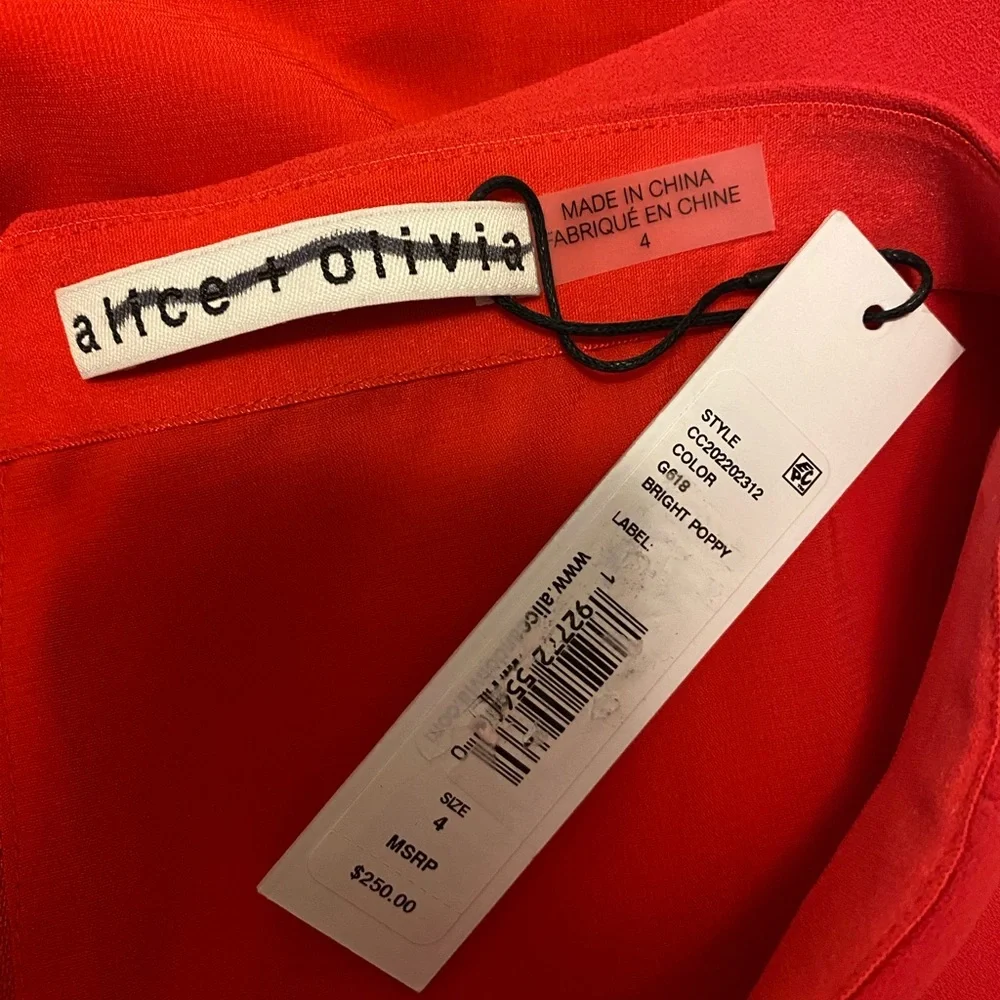 alice + olivia
MADE IN CHINA
FABRIQUÉ EN CHINE
4
STYLE
CC202202312
COLOR
G618
BRIGHT POPPY
LABEL:
EPC
SIZE
4
MSRP
$250.00